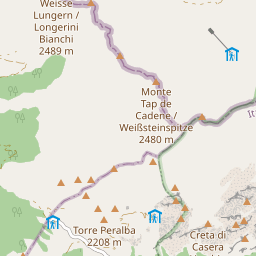 Weisse
Lungern /
Longerini
Bianchi
2489 m
Monte
Tap de
Cadene /
Weißsteinspitze
2480 m
Torre Peralba
2208 m
Creta di
Casera